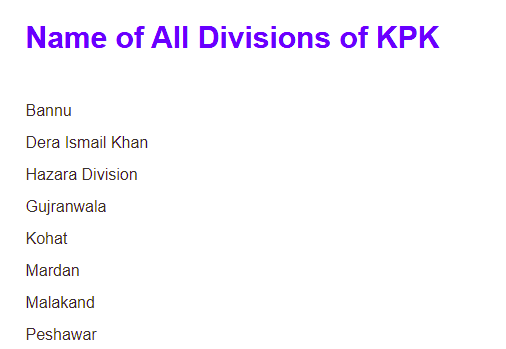 Name of All Divisions of KPK
Bannu
Dera Ismail Khan
Hazara Division
Gujranwala
Kohat
Mardan
Malakand
Peshawar